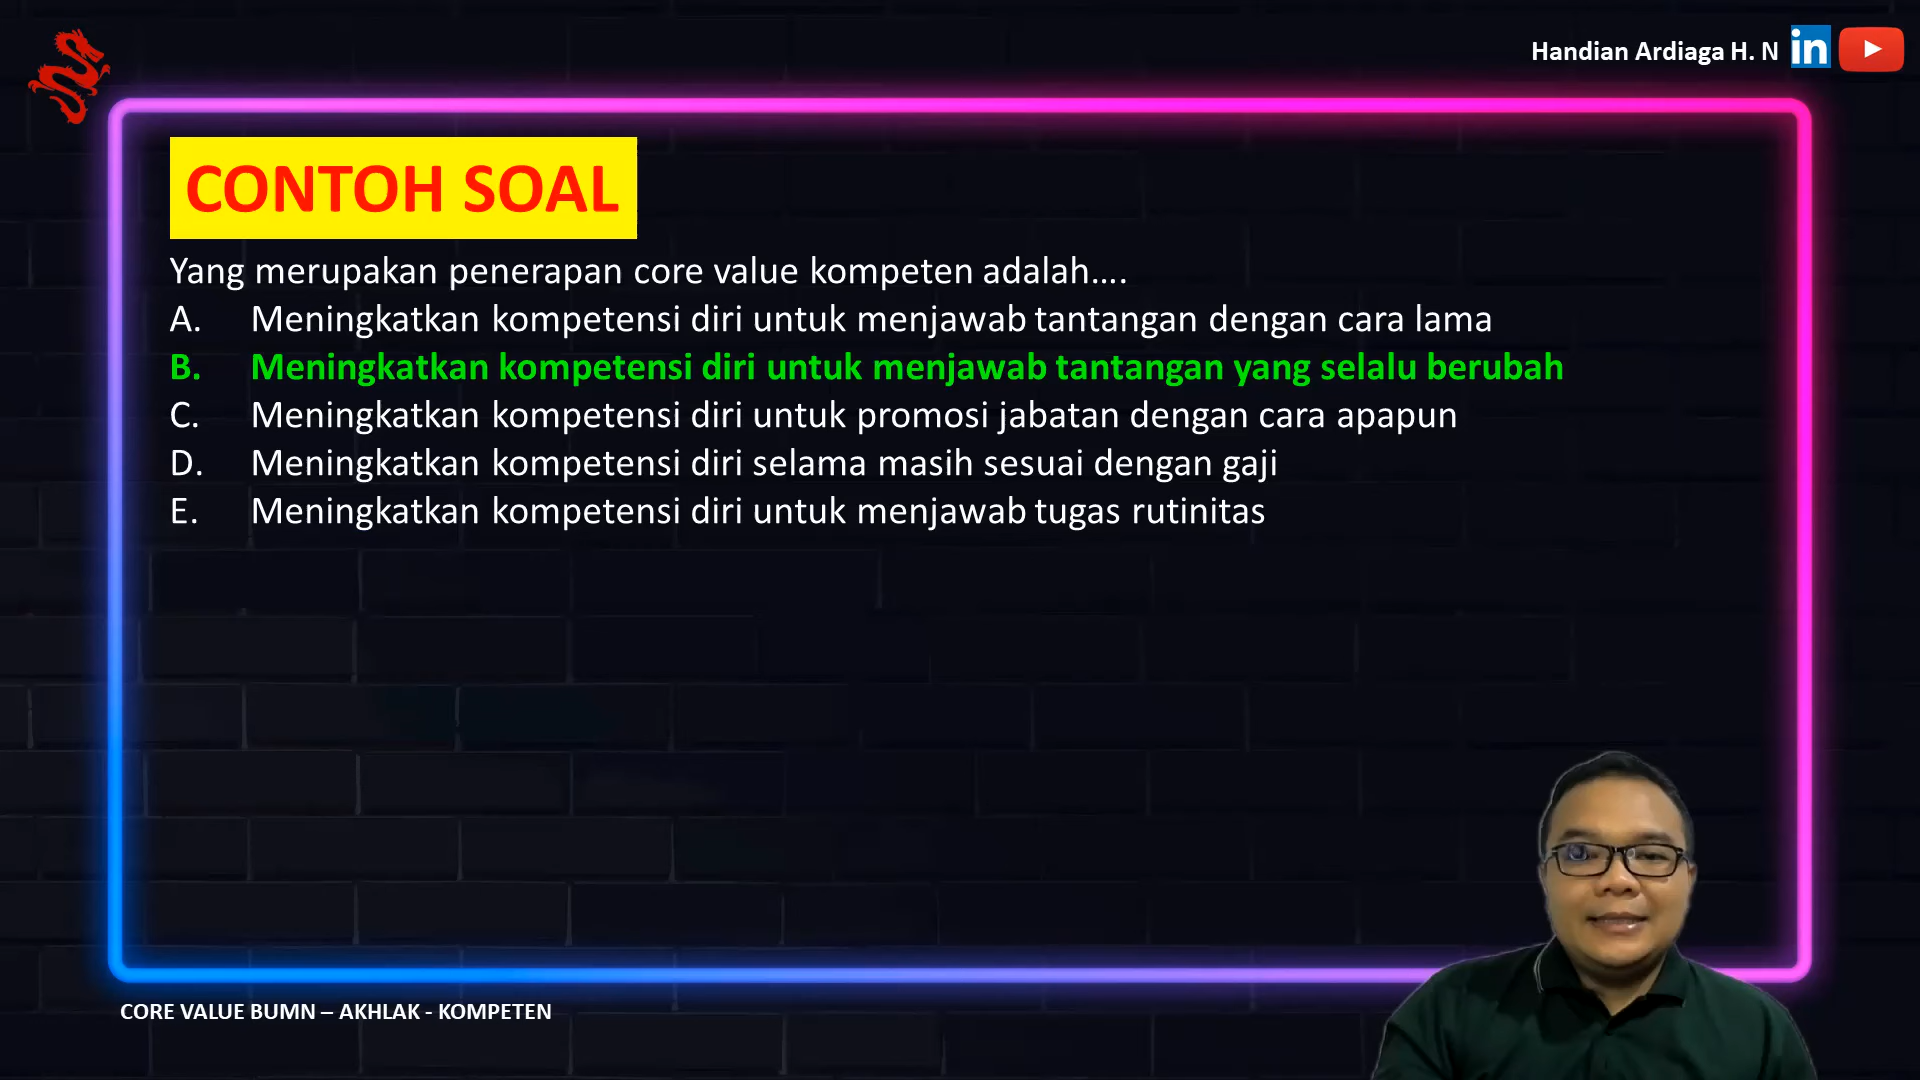 Handian Ardiaga H. N in
CONTOH SOAL
Yang merupakan penerapan core value kompeten adalah....
A. Meningkatkan kompetensi diri untuk menjawab tantangan dengan cara lama
B. Meningkatkan kompetensi diri untuk menjawab tantangan yang selalu berubah
C. Meningkatkan kompetensi diri untuk promosi jabatan dengan cara apapun
D. Meningkatkan kompetensi diri selama masih sesuai dengan gaji
E. Meningkatkan kompetensi diri untuk menjawab tugas rutinitas
CORE VALUE BUMN – AKHLAK - KOMPETEN